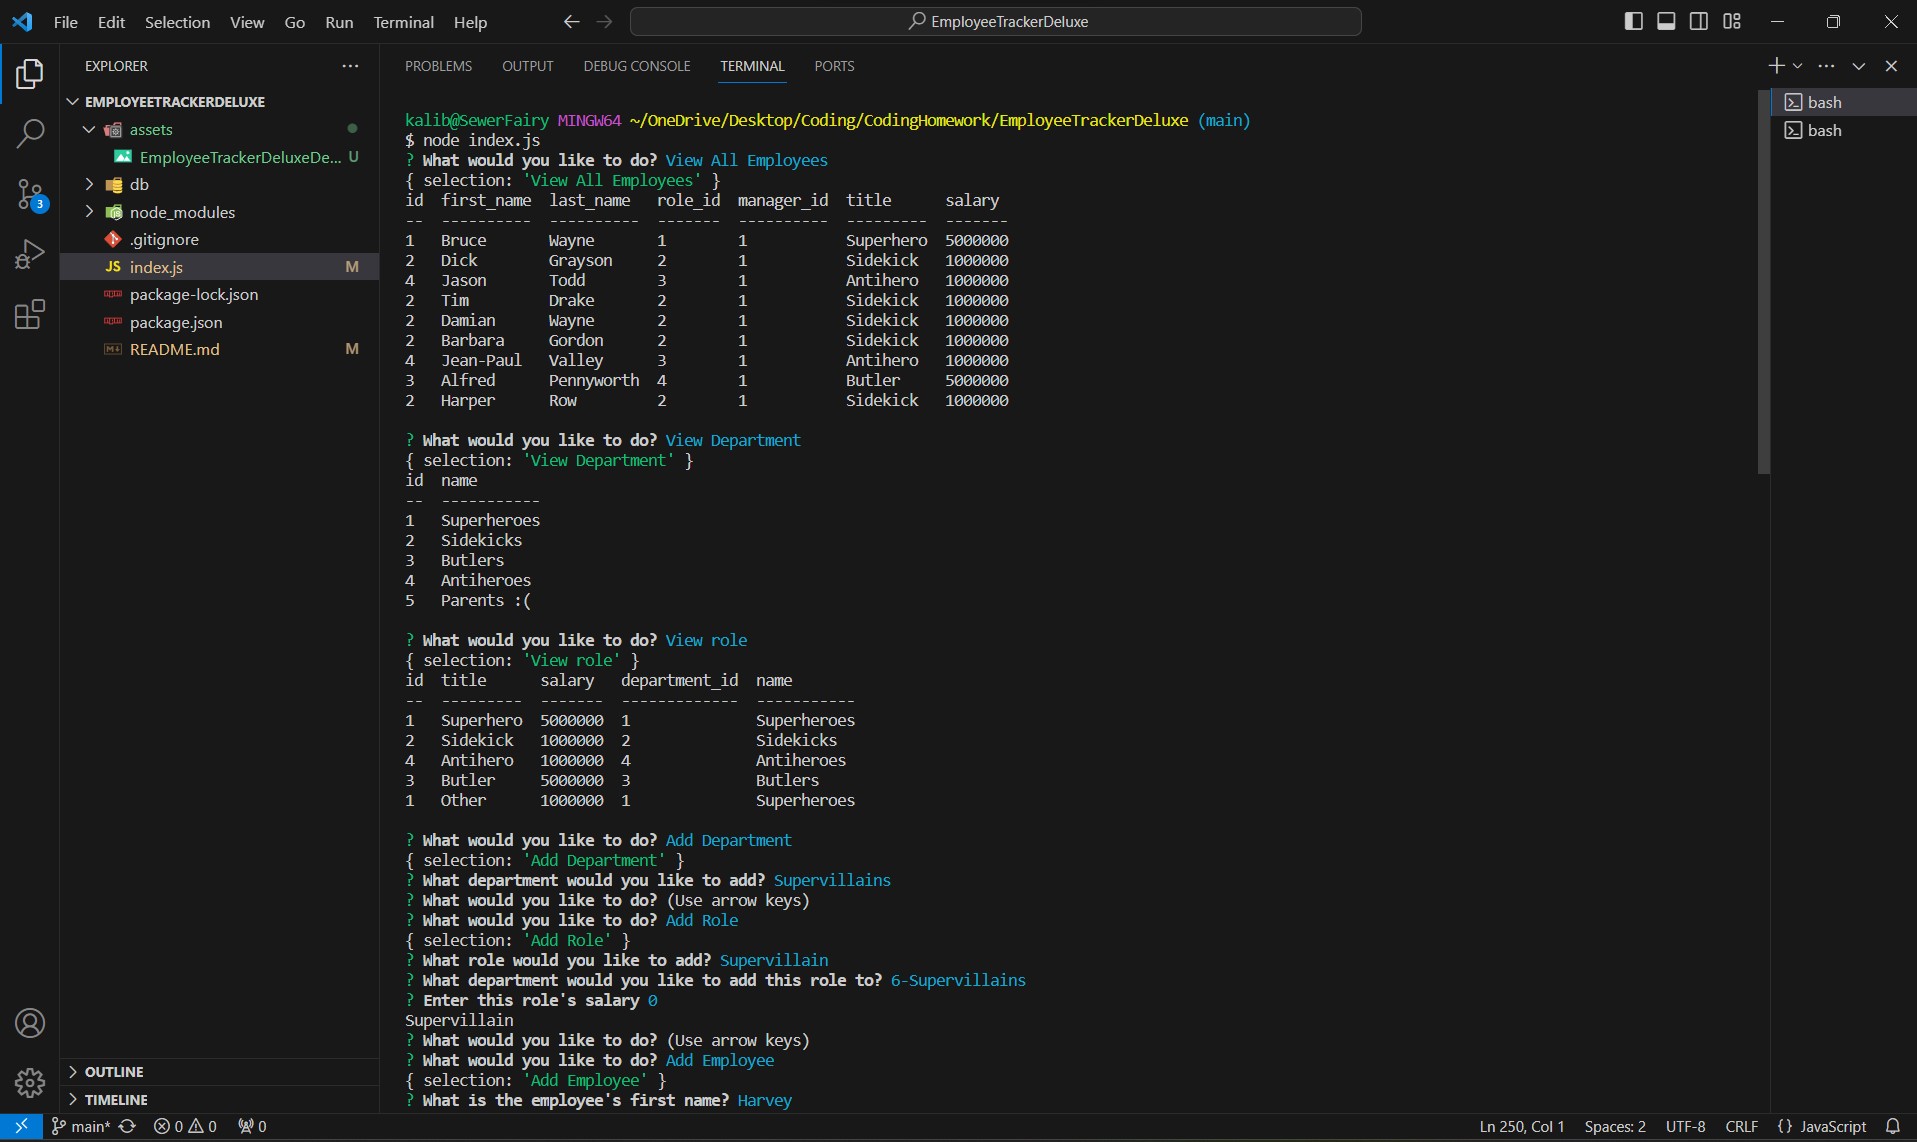 File Edit Selection View Go Run Terminal Help
EmployeeTrackerDeluxe
EXPLORER
EMPLOYEETRACKERDELUXE
assets
EmployeeTrackerDeluxeDe... U
db
node_modules
.gitignore
JS index.js M
package-lock.json
package.json
README.md M
OUTLINE
TIMELINE
3
PROBLEMS OUTPUT DEBUG CONSOLE TERMINAL PORTS
bash
bash
kalib@SewerFairy MINGW64 ~/OneDrive/Desktop/Coding/CodingHomework/EmployeeTrackerDeluxe (main)
$ node index.js
? What would you like to do? View All Employees
{ selection: 'View All Employees' }
id first_name last_name role_id manager_id title salary
-- ---------- ---------- ------- ---------- --------- -------
1 Bruce Wayne 1 1 Superhero 5000000
2 Dick Grayson 2 1 Sidekick 1000000
4 Jason Todd 3 1 Antihero 1000000
2 Tim Drake 2 1 Sidekick 1000000
2 Damian Wayne 2 1 Sidekick 1000000
2 Barbara Gordon 2 1 Sidekick 1000000
4 Jean-Paul Valley 3 1 Antihero 1000000
3 Alfred Pennyworth 4 1 Butler 5000000
2 Harper Row 2 1 Sidekick 1000000
? What would you like to do? View Department
{ selection: 'View Department' }
id name
-- -----------
1 Superheroes
2 Sidekicks
3 Butlers
4 Antiheroes
5 Parents :(
? What would you like to do? View role
{ selection: 'View role' }
id title salary department_id name
-- --------- ------- ------------- -----------
1 Superhero 5000000 1 Superheroes
2 Sidekick 1000000 2 Sidekicks
4 Antihero 1000000 4 Antiheroes
3 Butler 5000000 3 Butlers
1 Other 1000000 1 Superheroes
? What would you like to do? Add Department
{ selection: 'Add Department' }
? What department would you like to add? Supervillains
? What would you like to do? (Use arrow keys)
? What would you like to do? Add Role
{ selection: 'Add Role' }
? What role would you like to add? Supervillain
? What department would you like to add this role to? 6-Supervillains
? Enter this role's salary 0
Supervillain
? What would you like to do? (Use arrow keys)
? What would you like to do? Add Employee
{ selection: 'Add Employee' }
? What is the employee's first name? Harvey
main* 0 0 0 Ln 250, Col 1 Spaces: 2 UTF-8 CRLF {} JavaScript